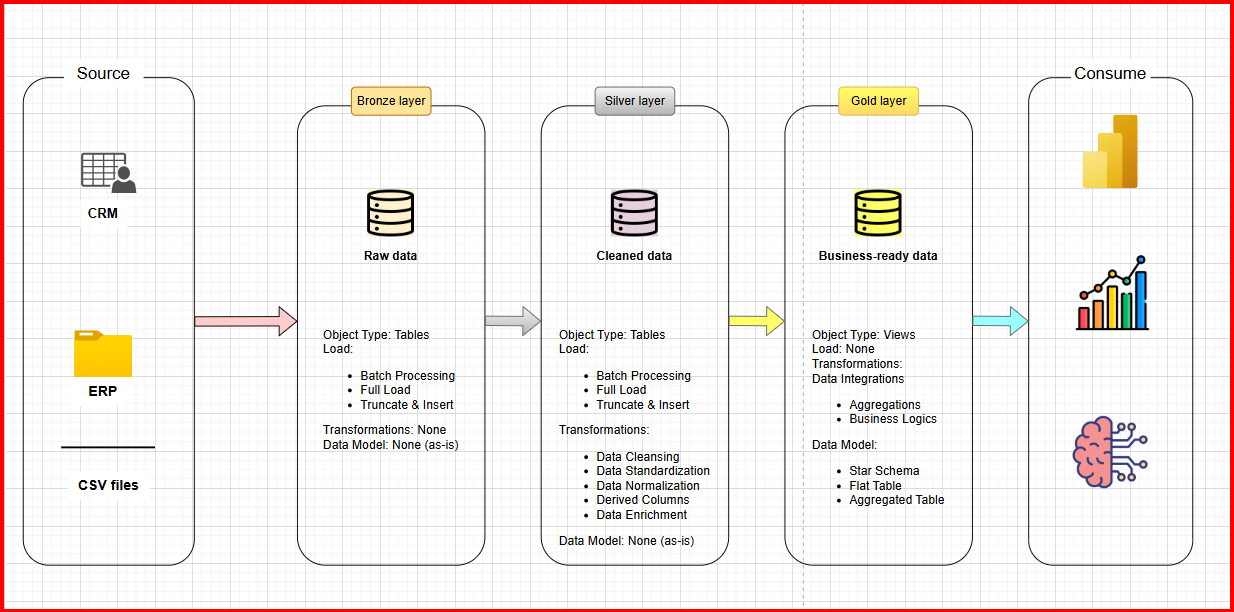 Source
CRM
ERP
CSV files
Bronze layer
Raw data
Object Type: Tables
Load:
Batch Processing
Full Load
Truncate & Insert
Transformations: None
Data Model: None (as-is)
Silver layer
Cleaned data
Object Type: Tables
Load:
Batch Processing
Full Load
Truncate & Insert
Transformations:
Data Cleansing
Data Standardization
Data Normalization
Derived Columns
Data Enrichment
Data Model: None (as-is)
Gold layer
Business-ready data
Object Type: Views
Load: None
Transformations:
Data Integrations
Aggregations
Business Logics
Data Model:
Star Schema
Flat Table
Aggregated Table
Consume